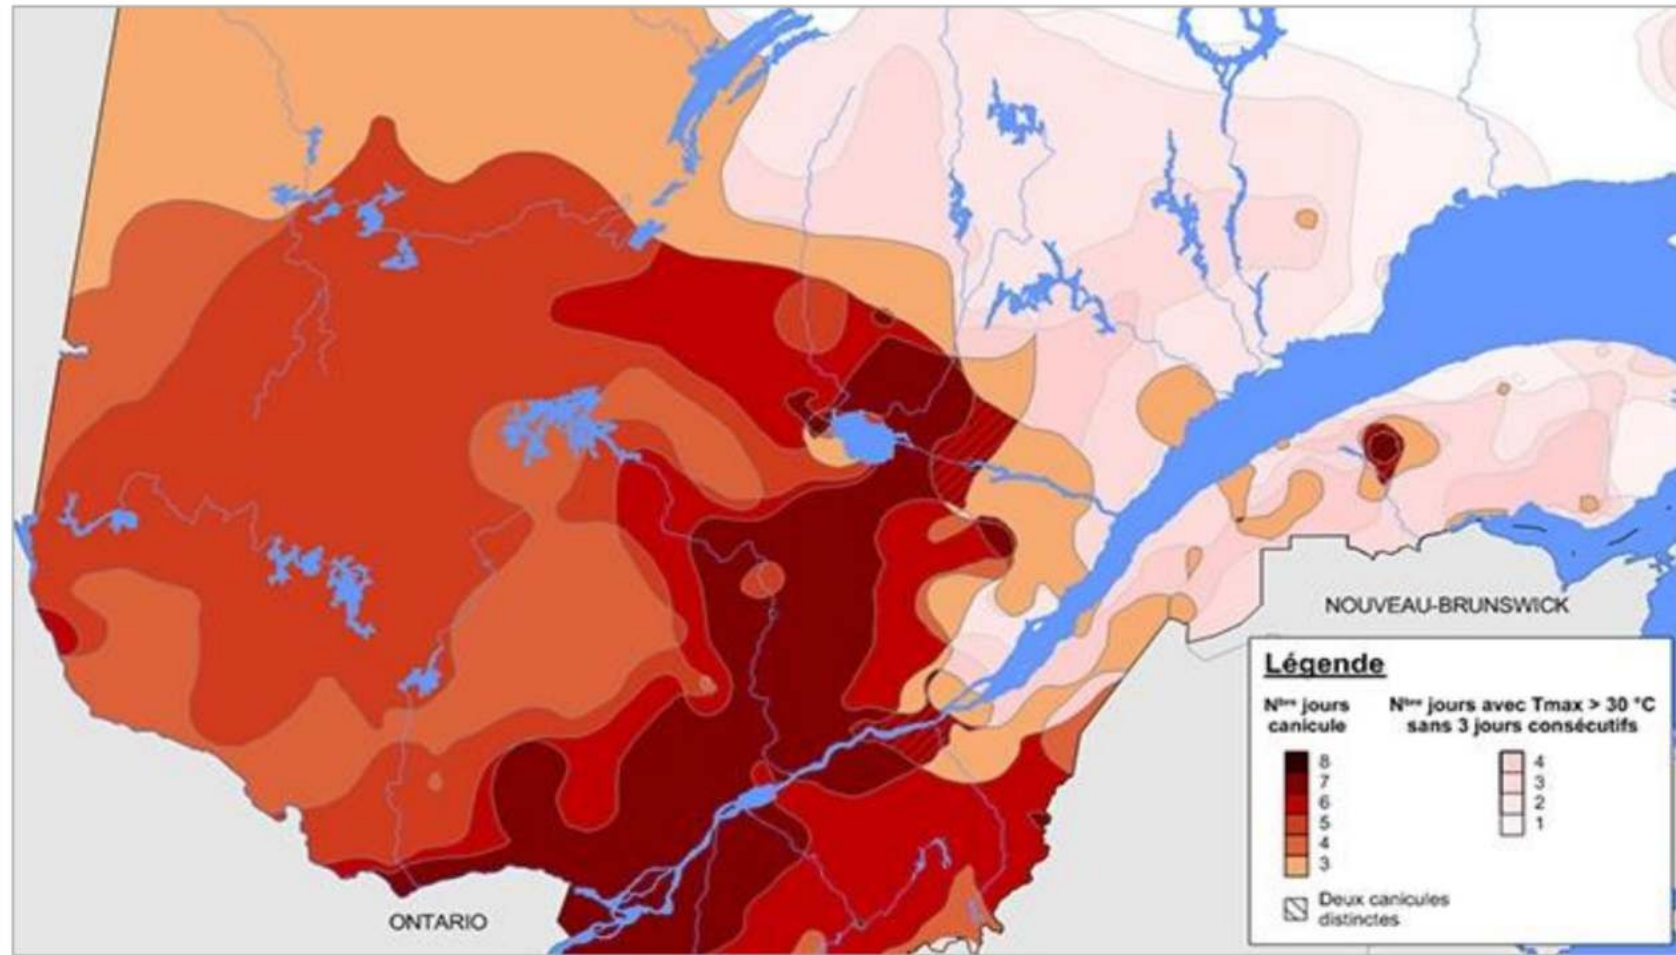 NOUVEAU-BRUNSWICK
ONTARIO
Légende
Nbre jours
canicule
8
7
6
5
4
3
Nbre jours avec Tmax > 30 °C
sans 3 jours consécutifs
4
3
2
1
Deux canicules
distinctes